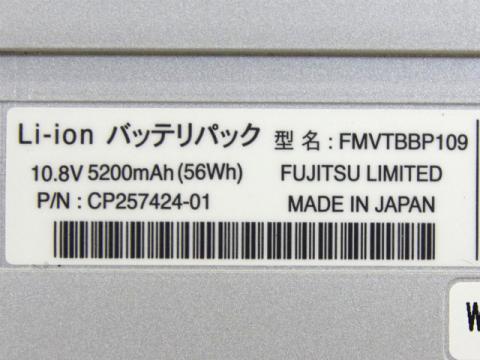 Li-ion バッテリパック 型名:FMVTBBP109
10.8V 5200mAh(56Wh) FUJITSU LIMITED
P/N : CP257424-01 MADE IN JAPAN
W